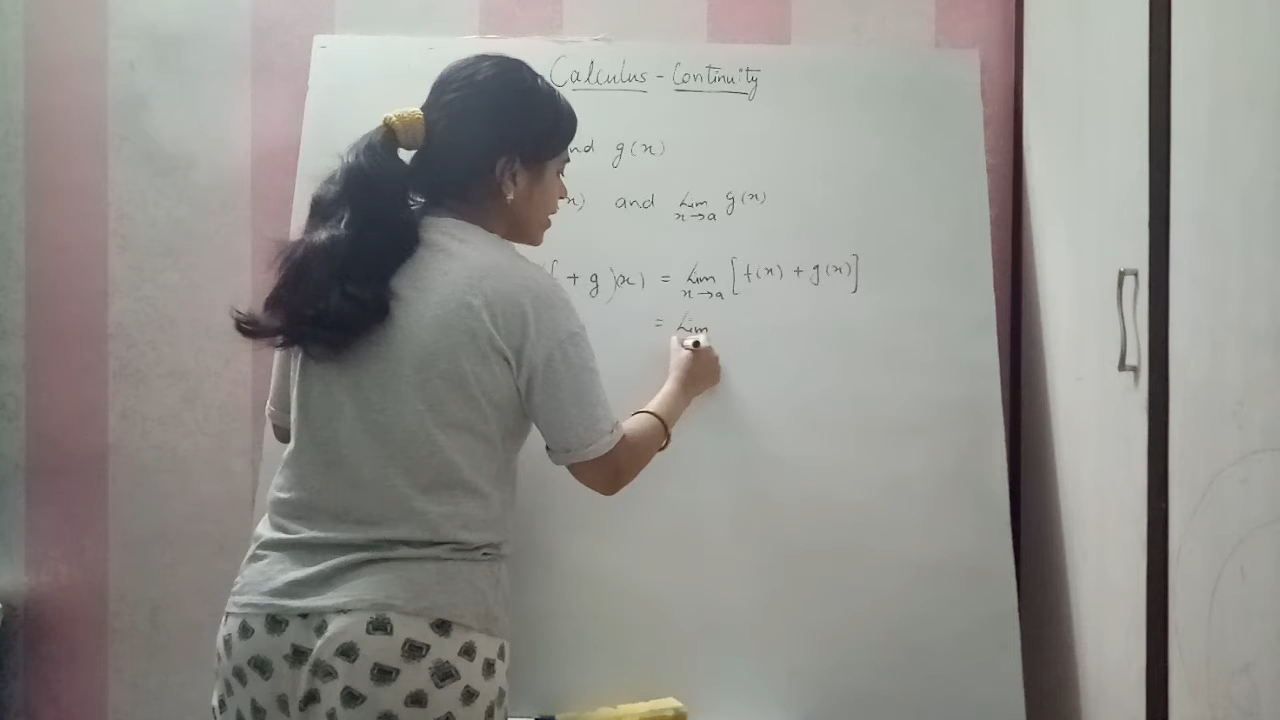 Calculus - Continuity
nd g(x)
x) and lim x→a g(x)
+ g)(x) = lim x→a [f(x) + g(x)]
= lim